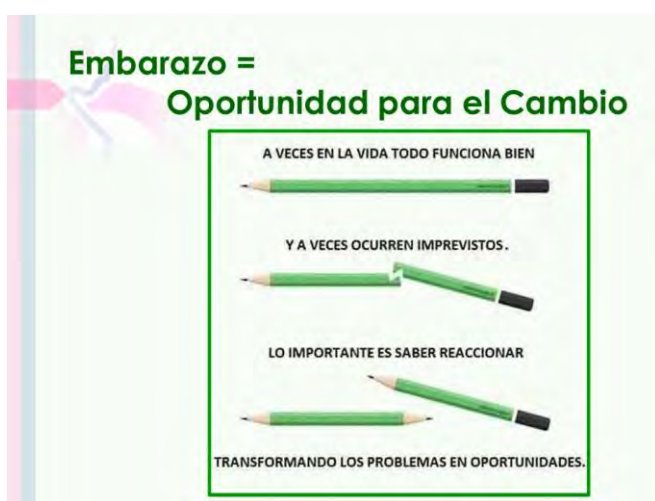 Embarazo =
Oportunidad para el Cambio
A VECES EN LA VIDA TODO FUNCIONA BIEN
Y A VECES OCURREN IMPREVISTOS.
LO IMPORTANTE ES SABER REACCIONAR
TRANSFORMANDO LOS PROBLEMAS EN OPORTUNIDADES.